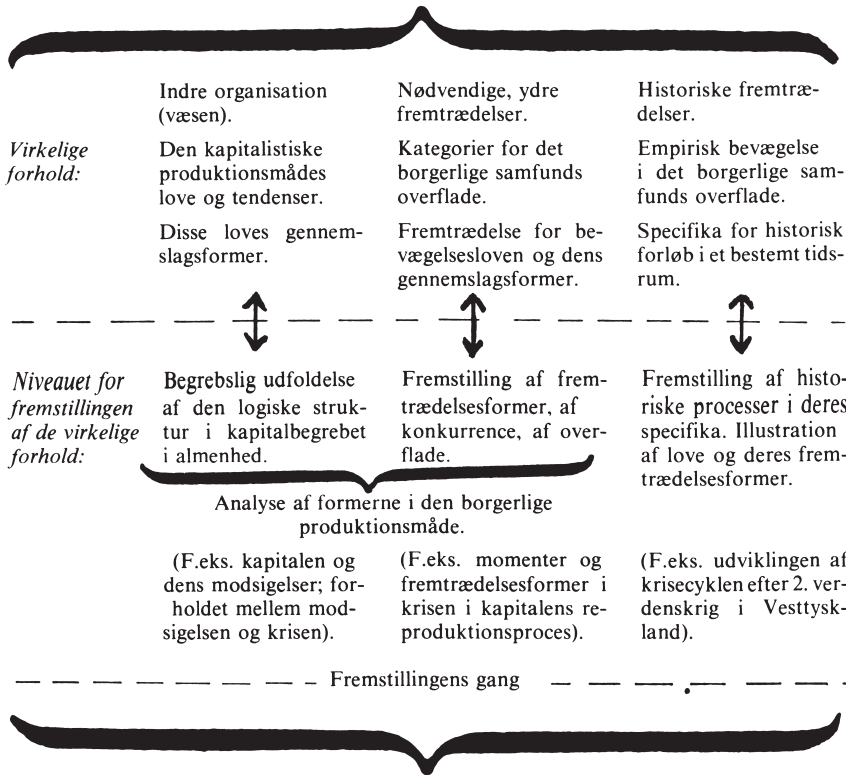 Indre organisation
(væsen).
Den kapitalistiske
produktionsmådes
love og tendenser.
Disse loves gennem-
slagsformer.
Nødvendige, ydre
fremtrædelser.
Kategorier for det
borgerlige samfunds
overflade.
Fremtrædelse for be-
vægelsesloven og dens
gennemslagsformer.
Historiske fremtræ-
delser.
Empirisk bevægelse
i det borgerlige sam-
funds overflade.
Specifika for historisk
forløb i et bestemt tids-
rum.
Virkelige
forhold:
Niveauet for
fremstillingen
af de virkelige
forhold:
Begrebslig udfoldelse
af den logiske struk-
tur i kapitalbegrebet
i almenhed.
Fremstilling af frem-
trædelsesformer, af
konkurrence, af over-
flade.
Fremstilling af histo-
riske processer i deres
specifika. Illustration
af love og deres frem-
trædelsesformer.
Analyse af formerne i den borgerlige
produktionsmåde.
(F.eks. kapitalen og
dens modsigelser; for-
holdet mellem mod-
sigelsen og krisen).
(F.eks. momenter og
fremtrædelsesformer i
krisen i kapitalens re-
produktionsproces).
(F.eks. udviklingen af
krisecyklen efter 2. ver-
denskrig i Vesttysk-
land).
Fremstillingens gang